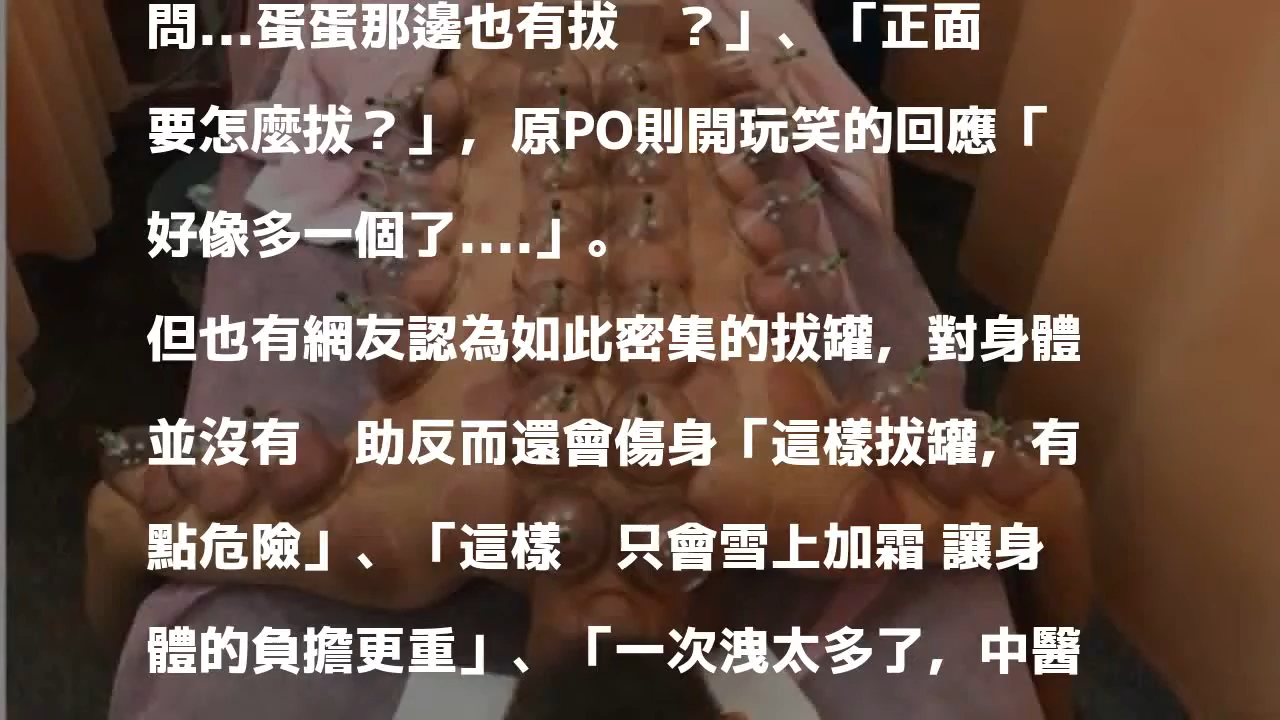 問...蛋蛋那邊也有拔　？」、「正面
要怎麼拔？」，原PO則開玩笑的回應「
好像多一個了....」。
但也有網友認為如此密集的拔罐，對身體
並沒有　助反而還會傷身「這樣拔罐，有
點危險」、「這樣　只會雪上加霜 讓身
體的負擔更重」、「一次洩太多了，中醫